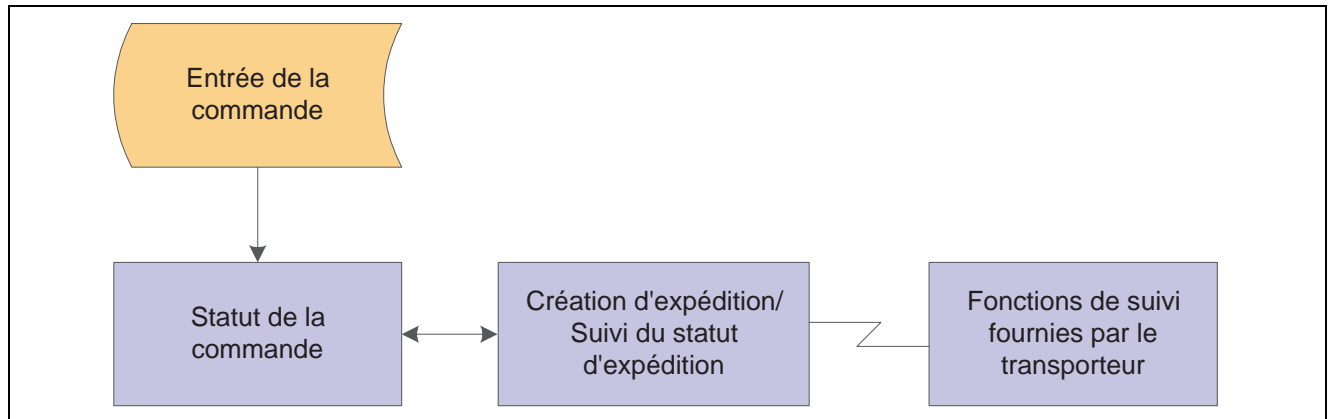 Entrée de la
commande
Statut de la
commande
Création d'expédition/
Suivi du statut
d'expédition
Fonctions de suivi
fournies par le
transporteur